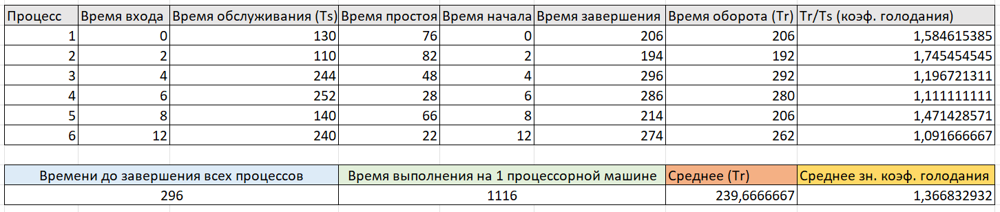 Процесс Время входа Время обслуживания (Ts) Время простоя Время начала Время завершения Время оборота (Tr) Tr/Ts (коэф. голодания)
1 0 130 76 0 206 206 1,584615385
2 2 110 82 2 194 192 1,745454545
3 4 244 48 4 296 292 1,196721311
4 6 252 28 6 286 280 1,111111111
5 8 140 66 8 214 206 1,471428571
6 12 240 22 12 274 262 1,091666667
Времени до завершения всех процессов Время выполнения на 1 процессорной машине Среднее (Tr) Среднее зн. коэф. голодания
296 1116 239,6666667 1,366832932